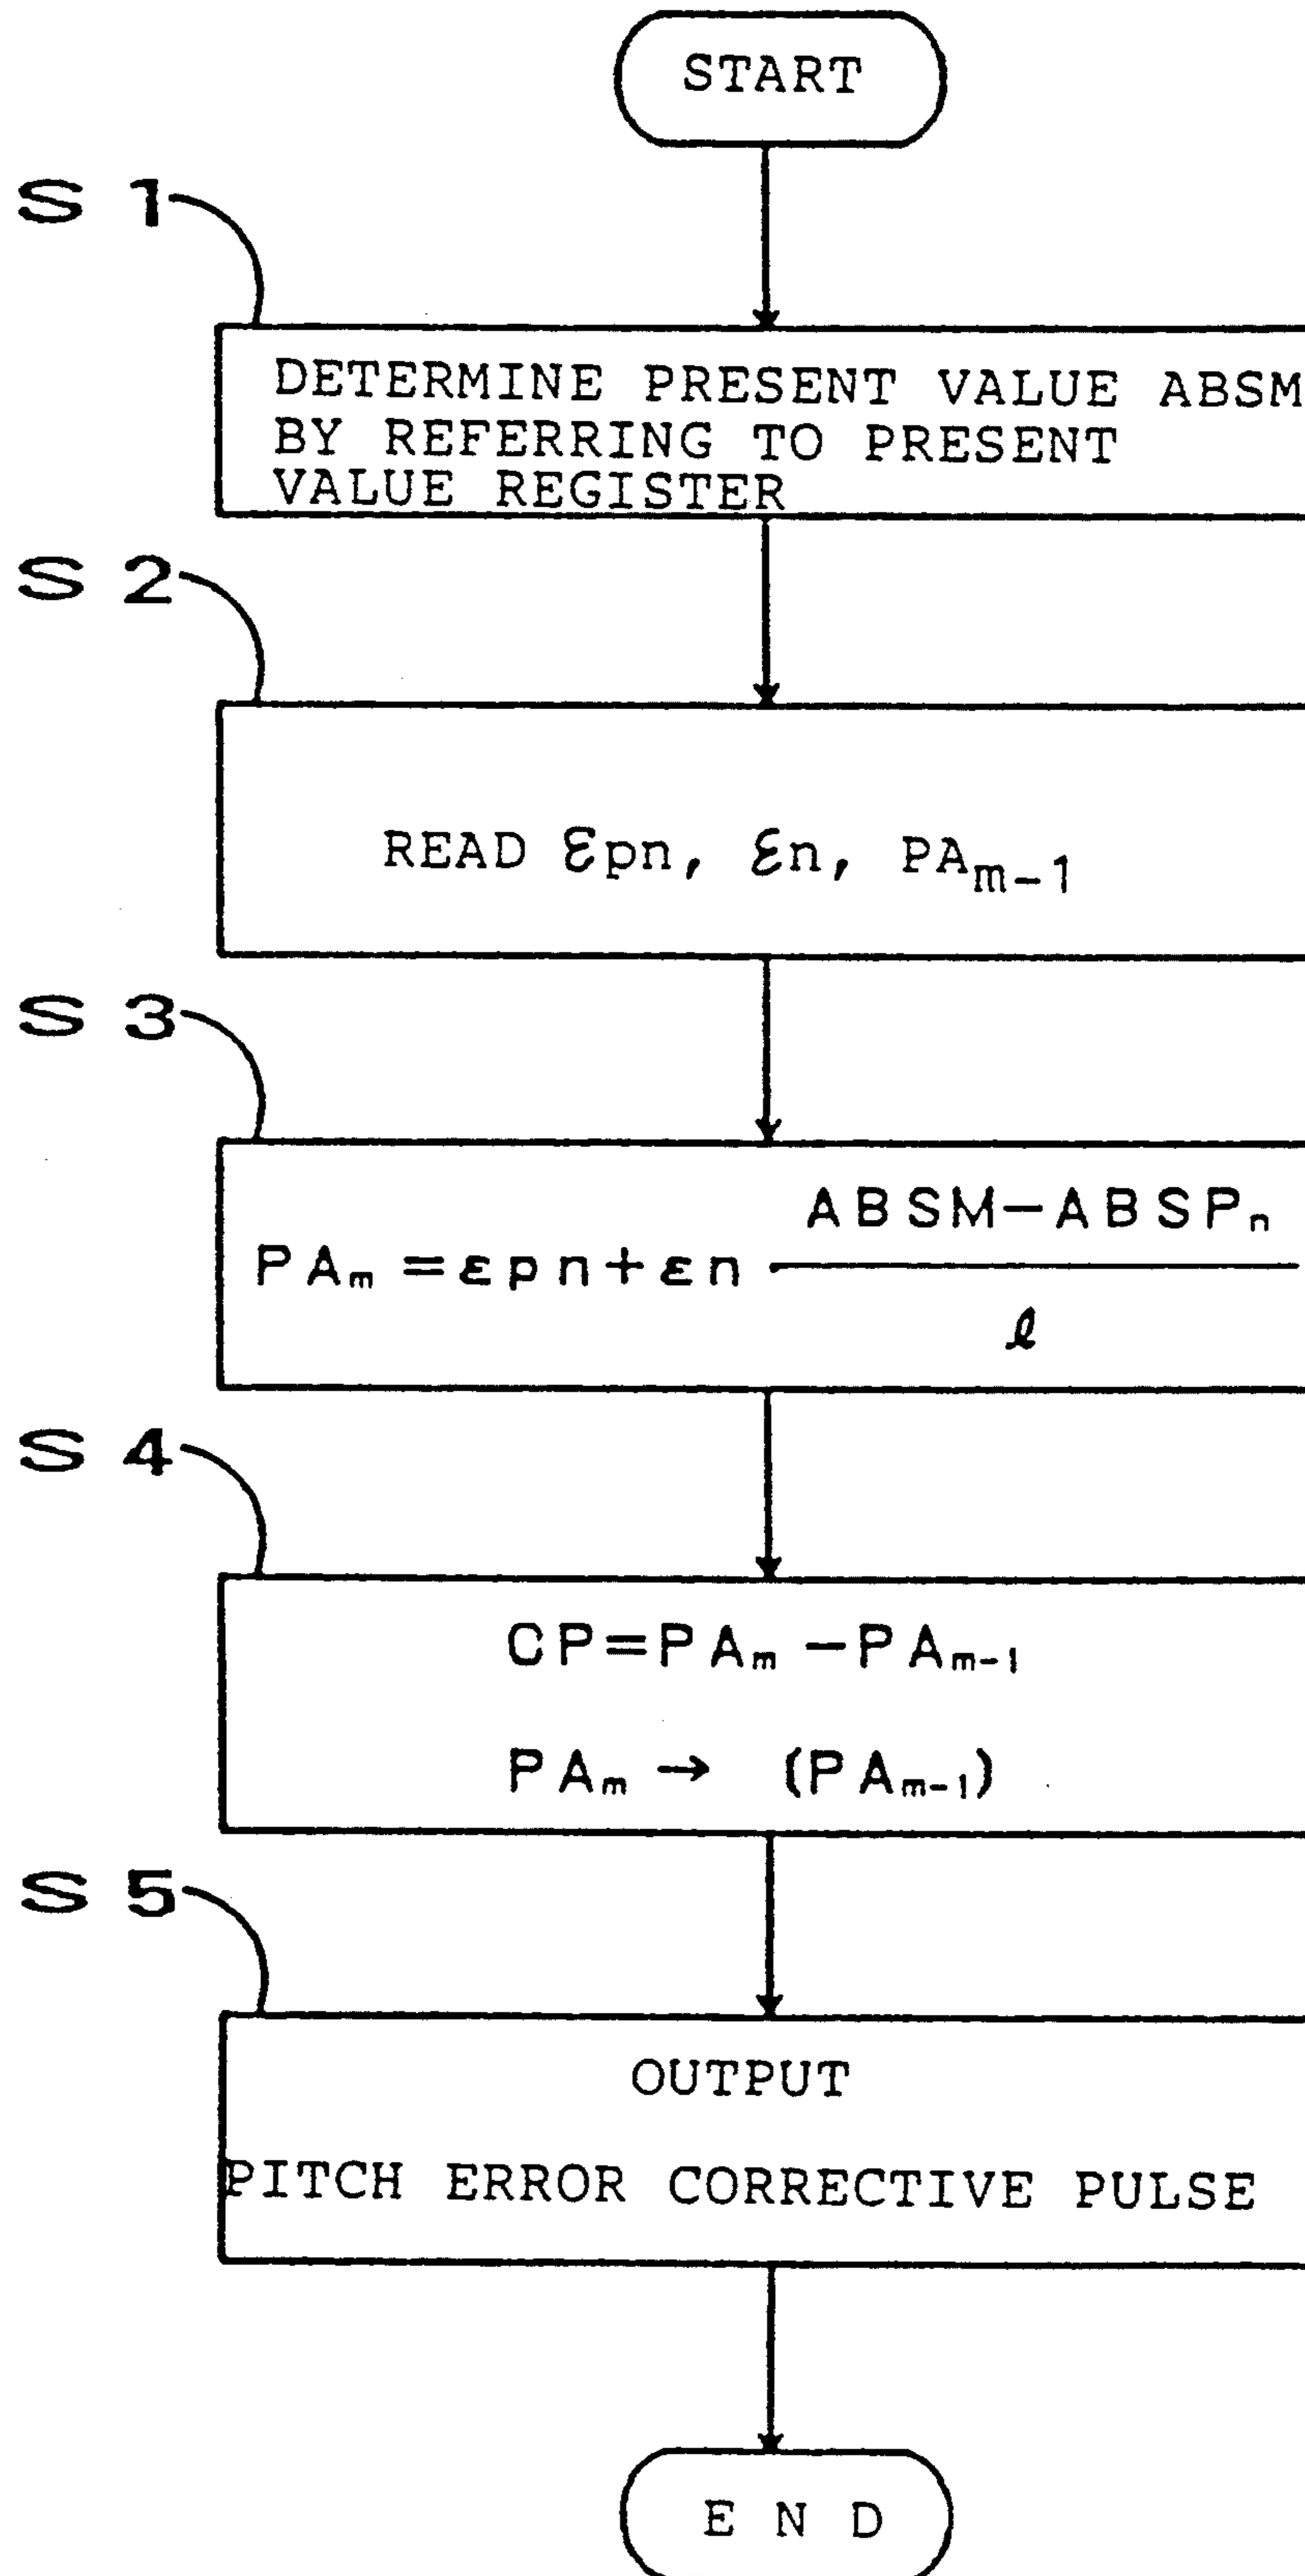 START
S 1
DETERMINE PRESENT VALUE ABSM
BY REFERRING TO PRESENT
VALUE REGISTER
S 2
READ εpn, εn, PAₘ₋₁
S 3
PAₘ = εpn + εn (ABSM − ABSPₙ) / ℓ
S 4
CP = PAₘ − PAₘ₋₁
PAₘ → (PAₘ₋₁)
S 5
OUTPUT
PITCH ERROR CORRECTIVE PULSE
E N D